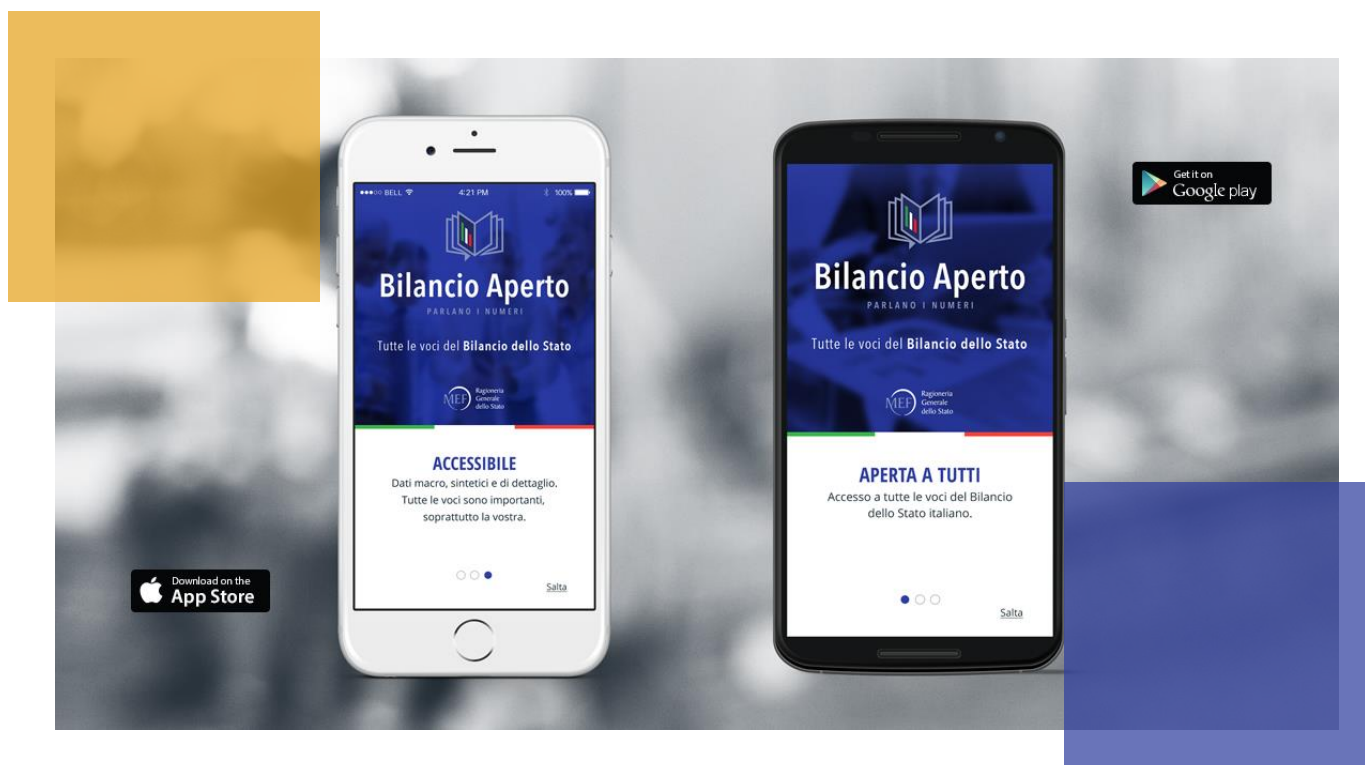 BELL
4:21 PM
100%
Bilancio Aperto
PARLANO I NUMERI
Tutte le voci del Bilancio dello Stato
MEF
Ragioneria
Generale
dello Stato
ACCESSIBILE
Dati macro, sintetici e di dettaglio.
Tutte le voci sono importanti,
soprattutto la vostra.
Salta
Download on the
App Store
Bilancio Aperto
PARLANO I NUMERI
Tutte le voci del Bilancio dello Stato
MEF
Ragioneria
Generale
dello Stato
APERTA A TUTTI
Accesso a tutte le voci del Bilancio
dello Stato italiano.
Salta
Get it on
Google play